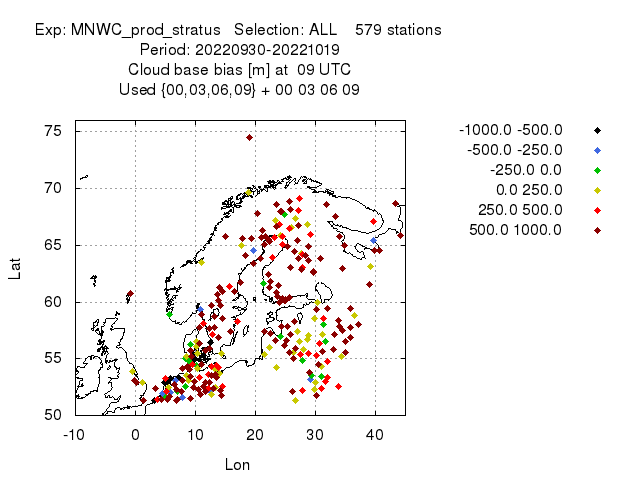 Exp: MNWC_prod_stratus Selection: ALL 579 stations
Period: 20220930-20221019
Cloud base bias [m] at 09 UTC
Used {00,03,06,09} + 00 03 06 09
-1000.0 -500.0
-500.0 -250.0
-250.0 0.0
0.0 250.0
250.0 500.0
500.0 1000.0
75
70
65
60
55
50
Lat
-10 0 10 20 30 40
Lon